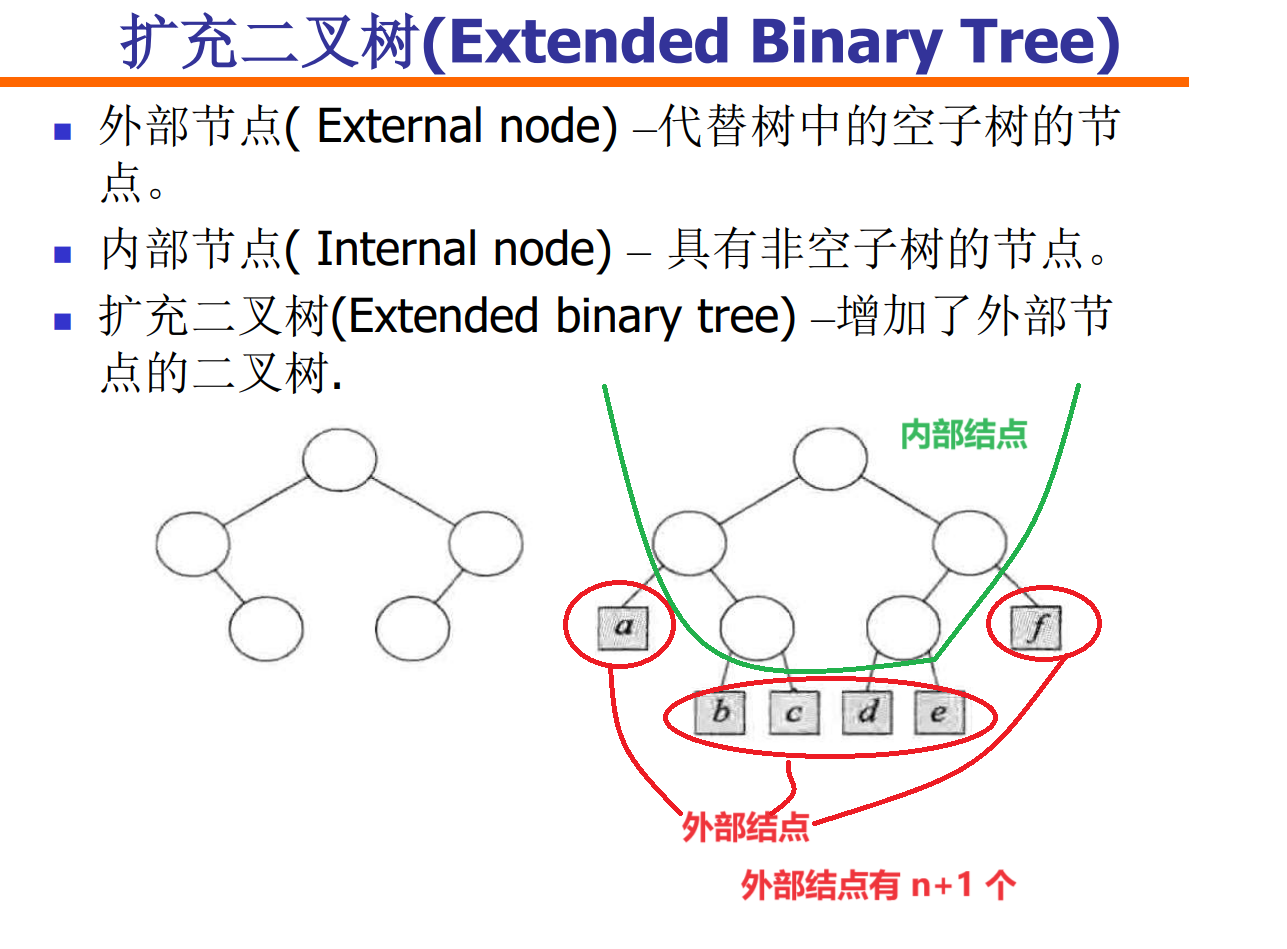 扩充二叉树(Extended Binary Tree)
外部节点( External node) –代替树中的空子树的节
点。
内部节点( Internal node) – 具有非空子树的节点。
扩充二叉树(Extended binary tree) –增加了外部节
点的二叉树.
内部结点
a
f
b c d e
外部结点
外部结点有 n+1 个